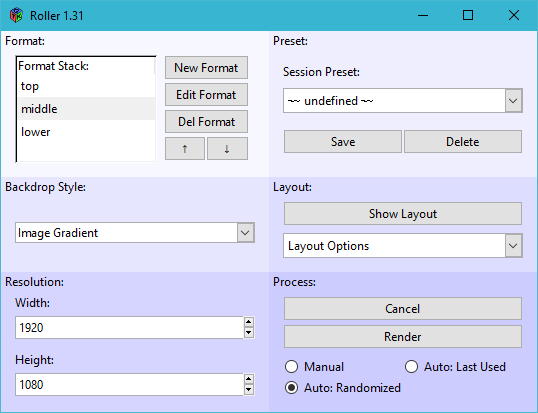 Roller 1.31
Format:
Format Stack:
top
middle
lower
New Format
Edit Format
Del Format
↑ ↓
Preset:
Session Preset:
~~ undefined ~~
Save Delete
Backdrop Style:
Image Gradient
Layout:
Show Layout
Layout Options
Resolution:
Width:
1920
Height:
1080
Process:
Cancel
Render
Manual Auto: Last Used
Auto: Randomized